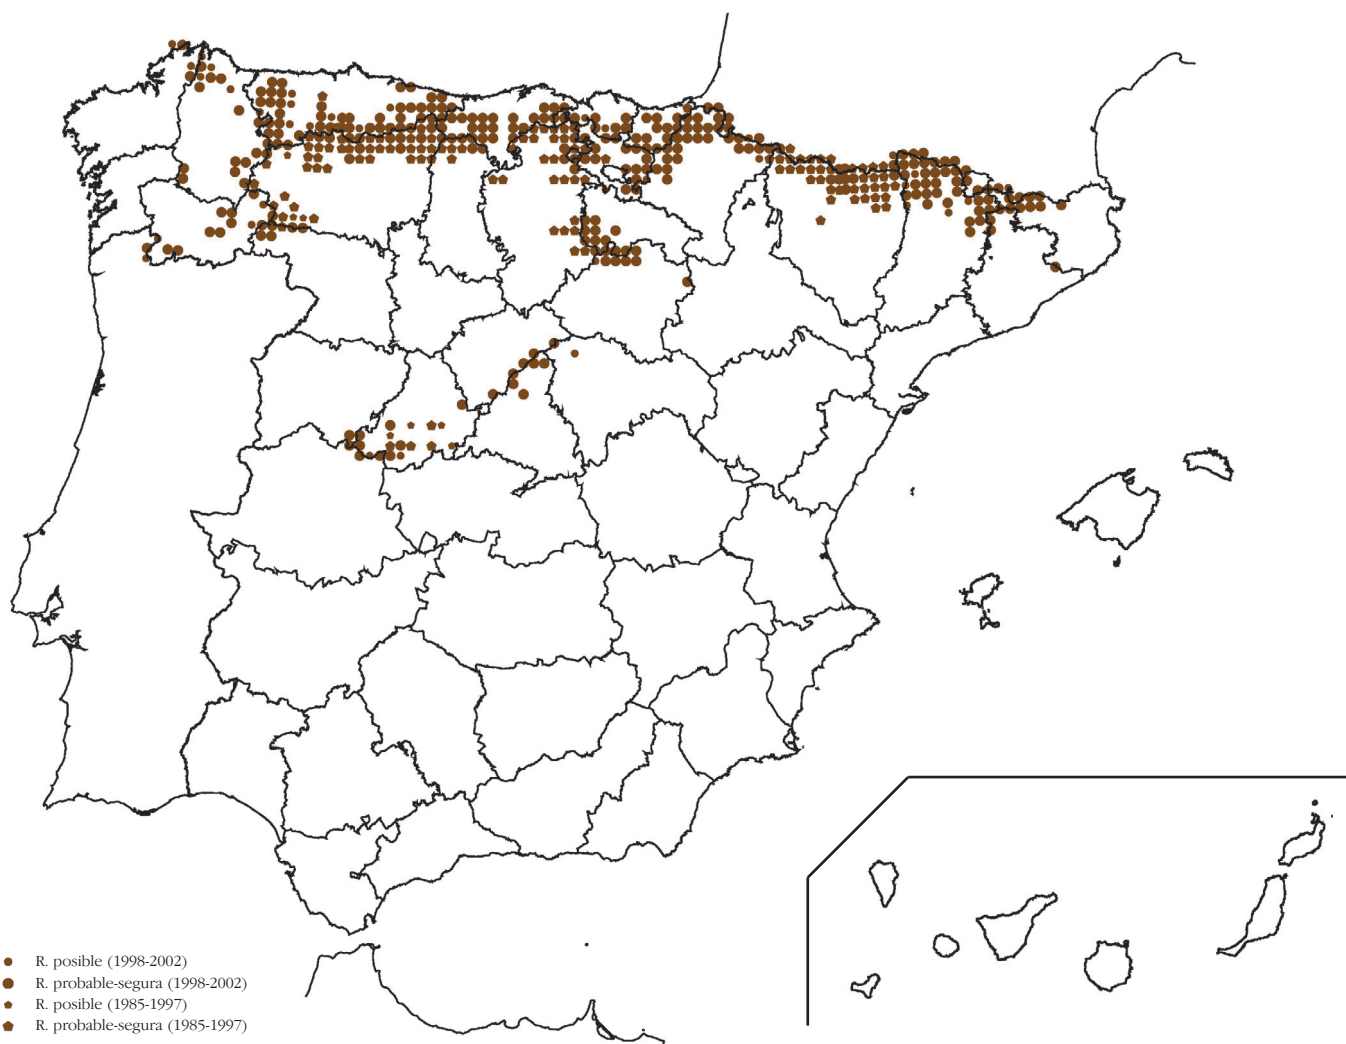 R. posible (1998-2002)
R. probable-segura (1998-2002)
R. posible (1985-1997)
R. probable-segura (1985-1997)